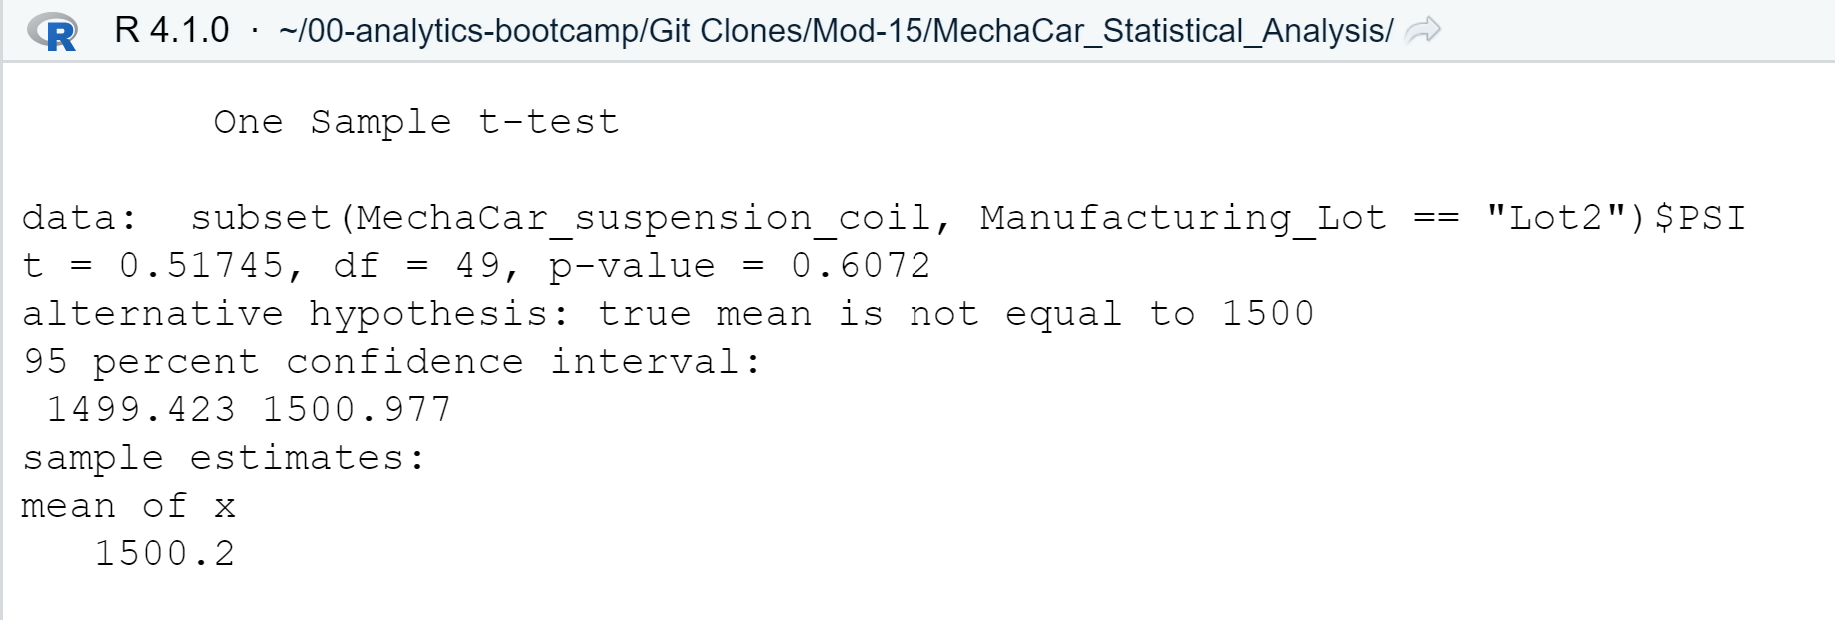 R R 4.1.0 · ~/00-analytics-bootcamp/Git Clones/Mod-15/MechaCar_Statistical_Analysis/
One Sample t-test
data:  subset(MechaCar_suspension_coil, Manufacturing_Lot == "Lot2")$PSI
t = 0.51745, df = 49, p-value = 0.6072
alternative hypothesis: true mean is not equal to 1500
95 percent confidence interval:
 1499.423 1500.977
sample estimates:
mean of x
   1500.2